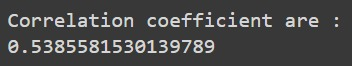 Correlation coefficient are :
0.5385581530139789